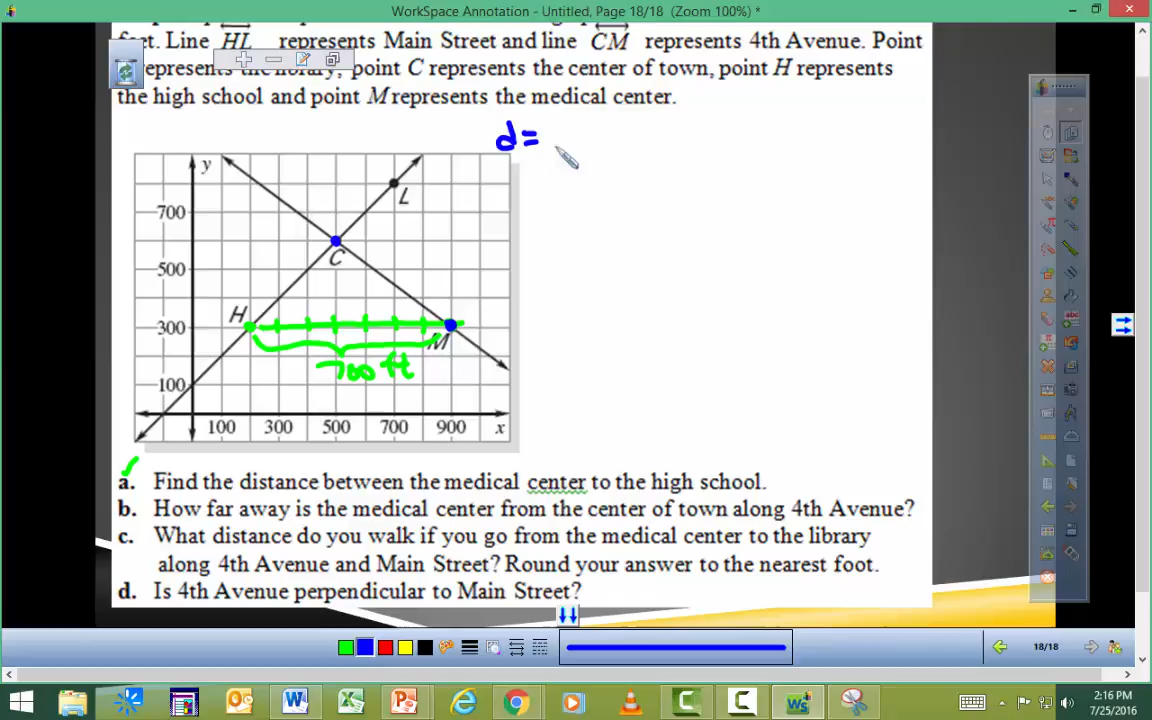 WorkSpace Annotation - Untitled, Page 18/18 (Zoom 100%) *
feet. Line HL represents Main Street and line CM represents 4th Avenue. Point
represents the library, point C represents the center of town, point H represents
the high school and point M represents the medical center.
d=
y
L
700
C
500
H
300
M
700 ft
100
100 300 500 700 900 x
a. Find the distance between the medical center to the high school.
b. How far away is the medical center from the center of town along 4th Avenue?
c. What distance do you walk if you go from the medical center to the library
along 4th Avenue and Main Street? Round your answer to the nearest foot.
d. Is 4th Avenue perpendicular to Main Street?
18/18
2:16 PM
7/25/2016